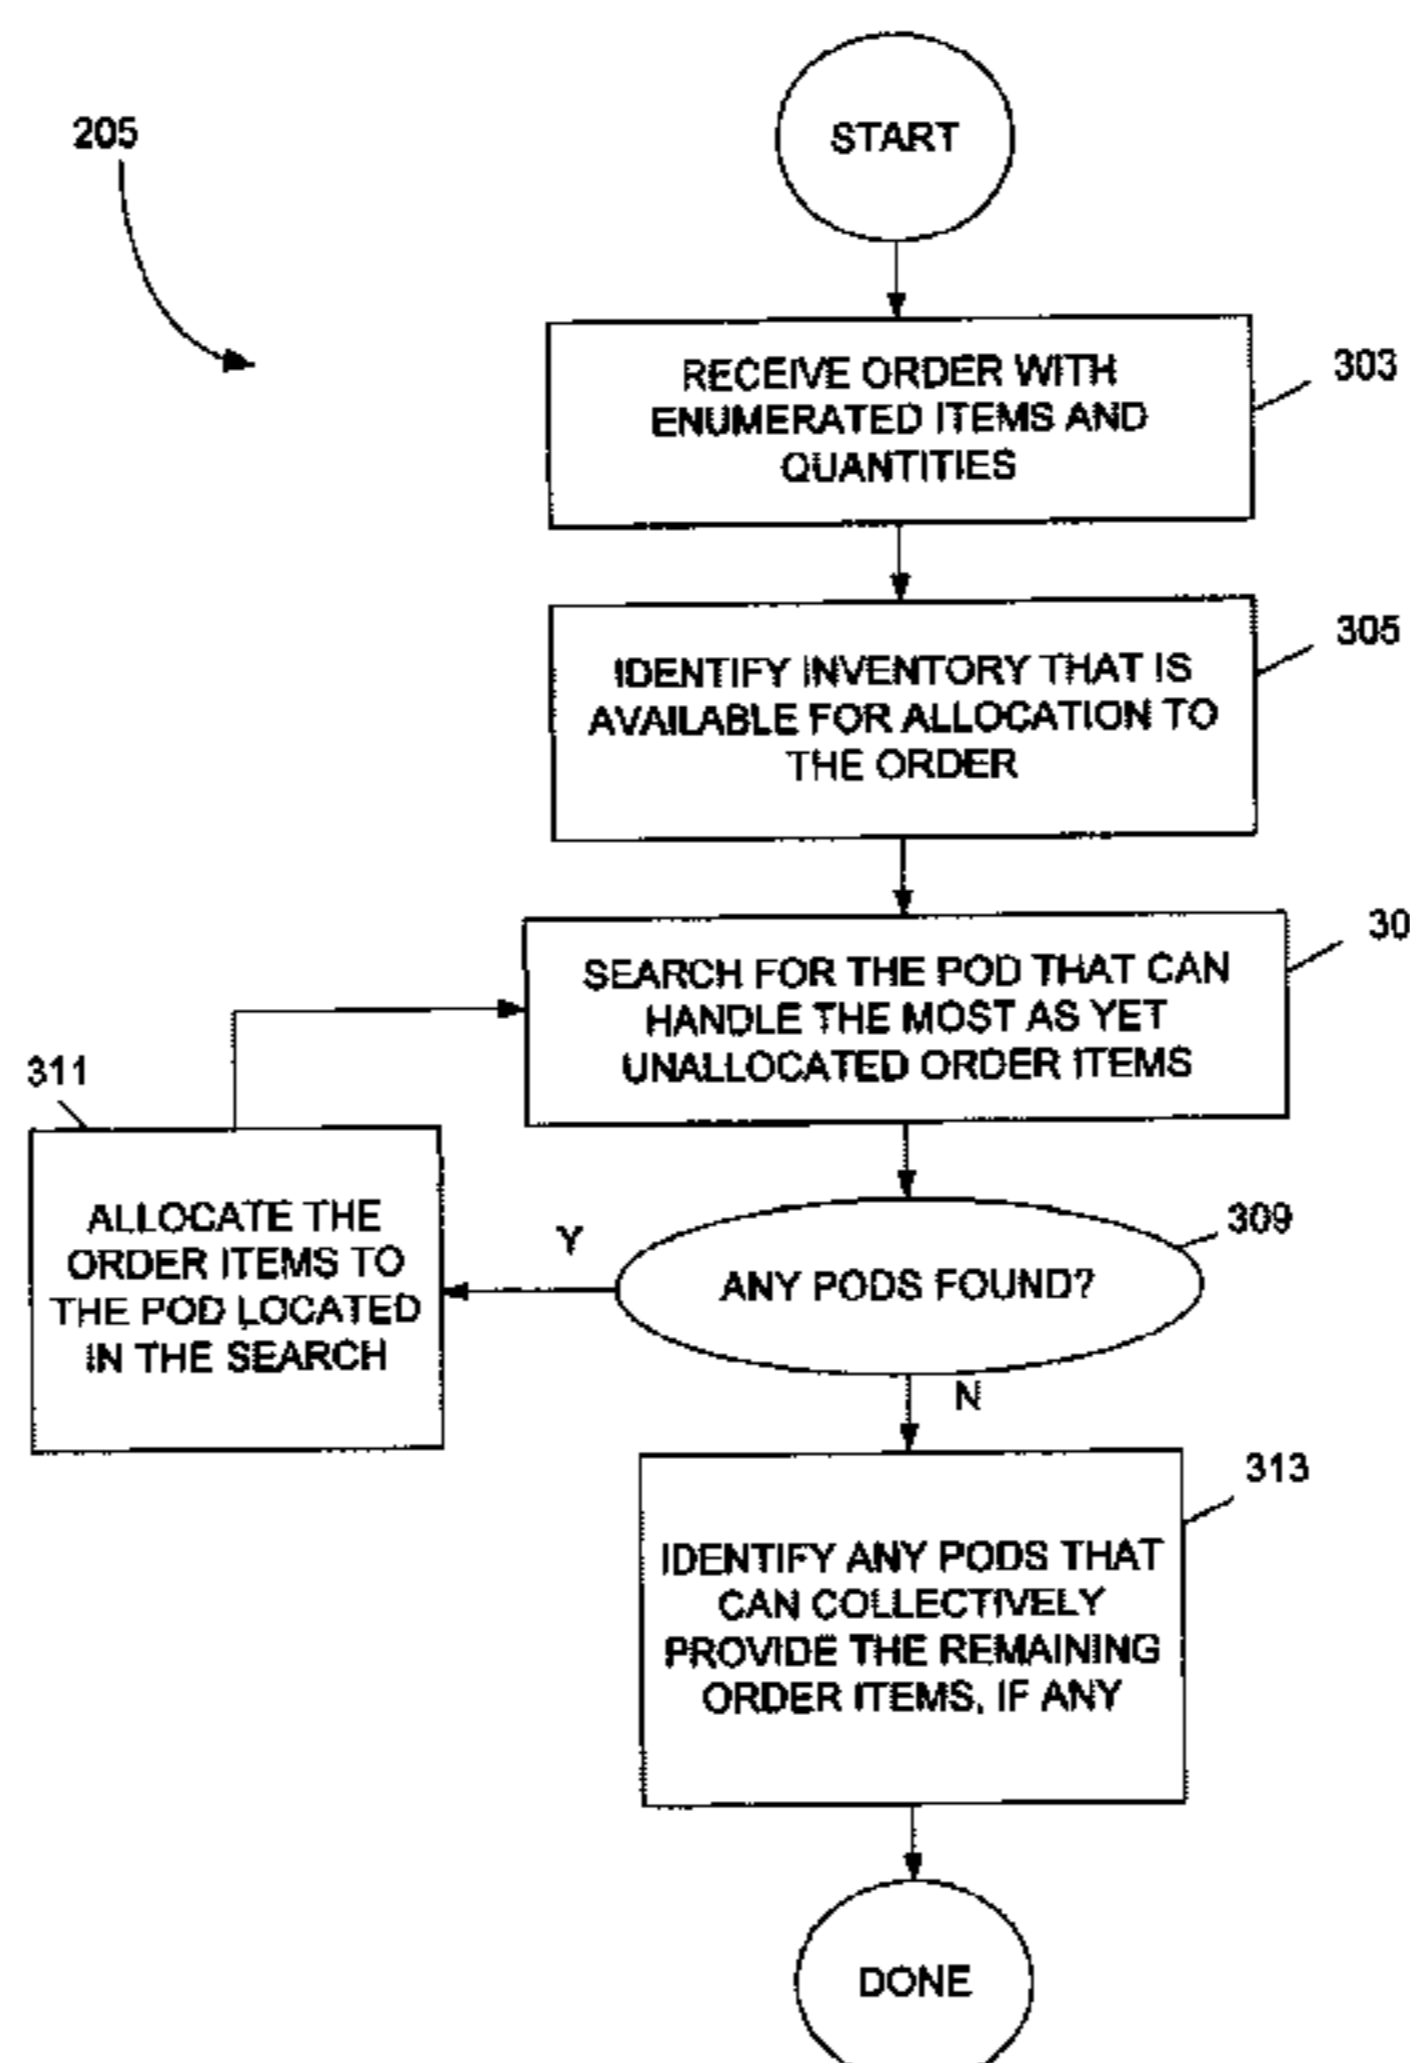 START
205
RECEIVE ORDER WITH
ENUMERATED ITEMS AND
QUANTITIES
303
IDENTIFY INVENTORY THAT IS
AVAILABLE FOR ALLOCATION TO
THE ORDER
305
SEARCH FOR THE POD THAT CAN
HANDLE THE MOST AS YET
UNALLOCATED ORDER ITEMS
30
311
ALLOCATE THE
ORDER ITEMS TO
THE POD LOCATED
IN THE SEARCH
Y
ANY PODS FOUND?
309
N
IDENTIFY ANY PODS THAT
CAN COLLECTIVELY
PROVIDE THE REMAINING
ORDER ITEMS, IF ANY
313
DONE